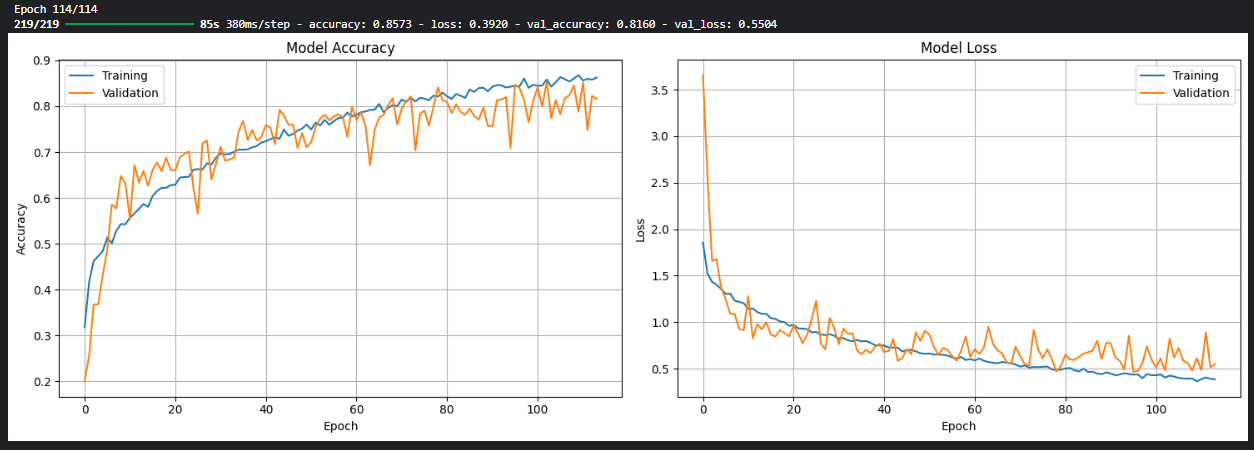 Epoch 114/114
219/219 ━━━━━━━━━━━━━━━━━━━━ 85s 380ms/step - accuracy: 0.8573 - loss: 0.3920 - val_accuracy: 0.8160 - val_loss: 0.5504
Model Accuracy
Training
Validation
0.9
0.8
0.7
0.6
0.5
0.4
0.3
0.2
Accuracy
0 20 40 60 80 100
Epoch
Model Loss
Training
Validation
3.5
3.0
2.5
2.0
1.5
1.0
0.5
Loss
0 20 40 60 80 100
Epoch